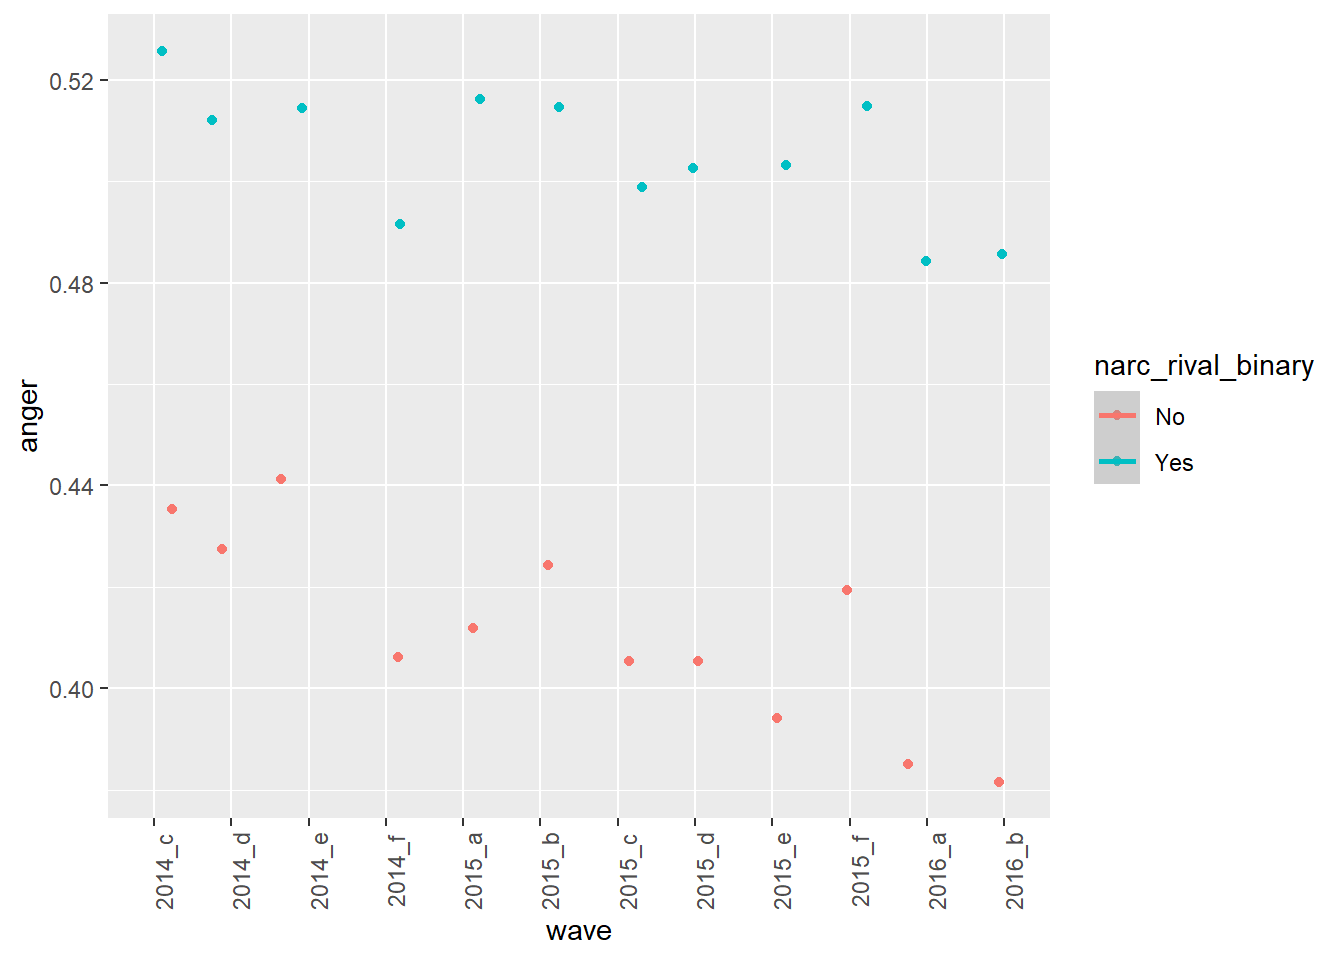 0.52
0.48
0.44
0.40
anger
2014_c
2014_d
2014_e
2014_f
2015_a
2015_b
2015_c
2015_d
2015_e
2015_f
2016_a
2016_b
wave
narc_rival_binary
No
Yes